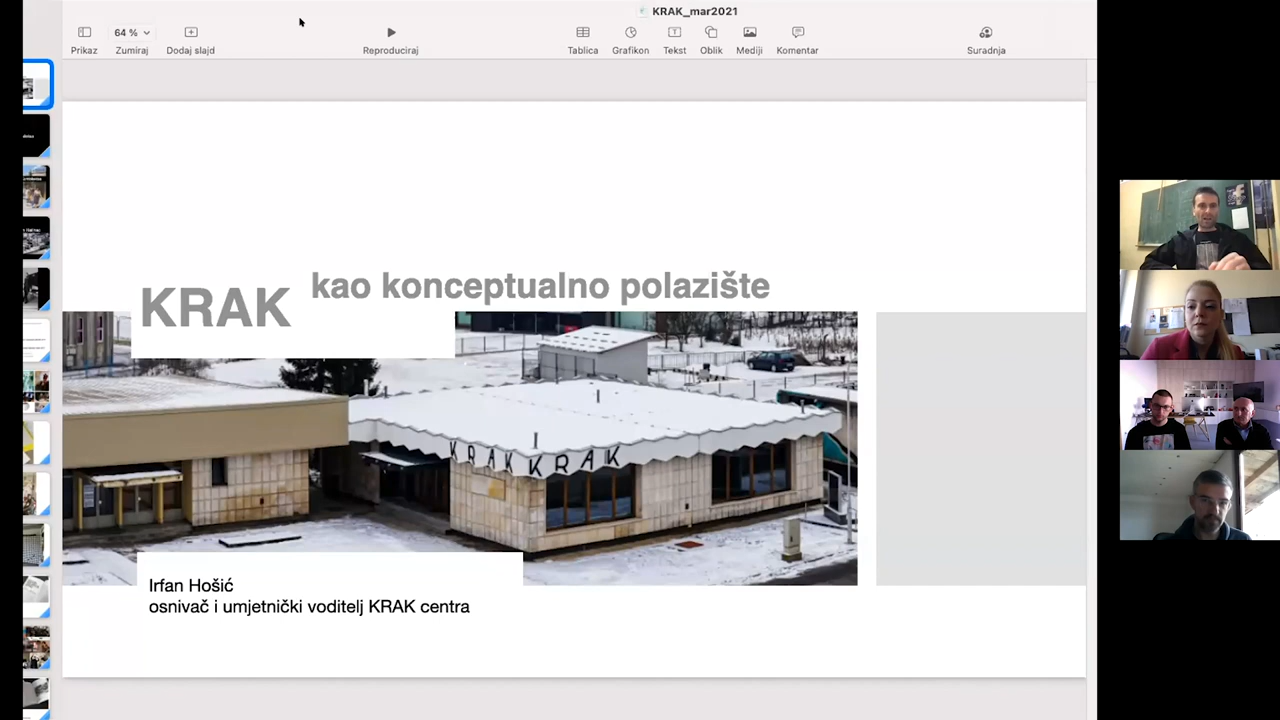 KRAK_mar2021
64 %
Prikaz
Zumiraj
Dodaj slajd
Reproduciraj
Tablica
Grafikon
Tekst
Oblik
Mediji
Komentar
Suradnja
KRAK
kao konceptualno polazište
KRAK KRAK
Irfan Hošić
osnivač i umjetnički voditelj KRAK centra